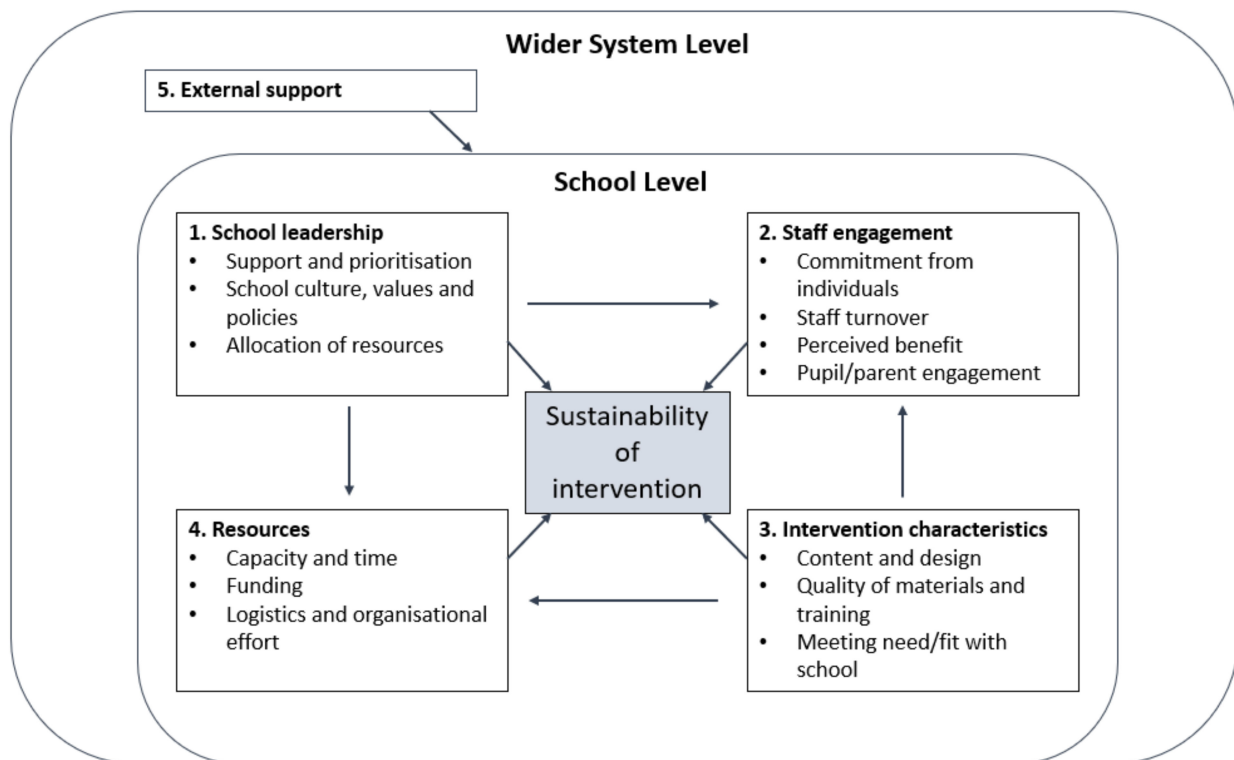 Wider System Level
5. External support
School Level
1. School leadership
• Support and prioritisation
• School culture, values and
policies
• Allocation of resources
2. Staff engagement
• Commitment from
individuals
• Staff turnover
• Perceived benefit
• Pupil/parent engagement
Sustainability
of
intervention
4. Resources
• Capacity and time
• Funding
• Logistics and organisational
effort
3. Intervention characteristics
• Content and design
• Quality of materials and
training
• Meeting need/fit with
school